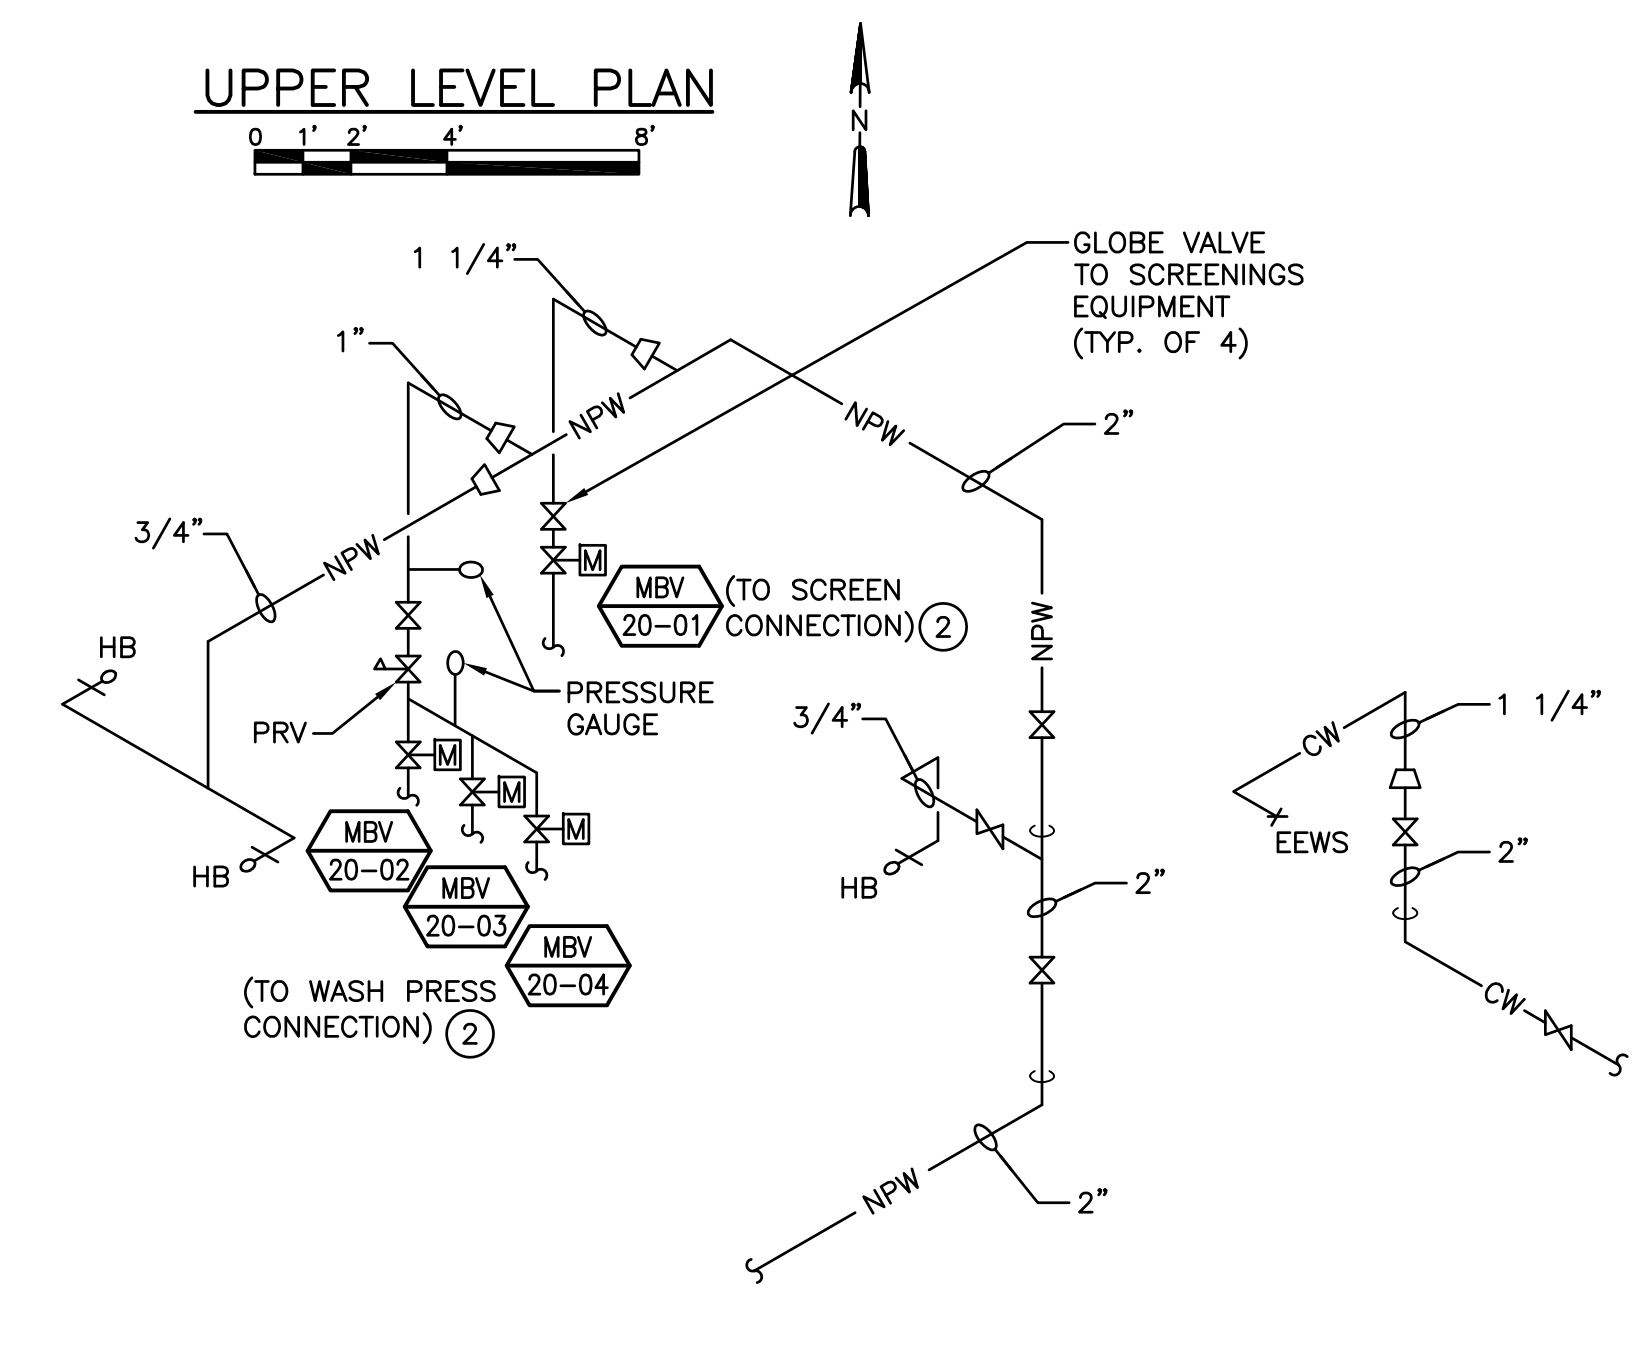 UPPER LEVEL PLAN
0 1' 2' 4' 8'
N
GLOBE VALVE
TO SCREENINGS
EQUIPMENT
(TYP. OF 4)
1 1/4"
1"
NPW
NPW
2"
3/4"
NPW
M
MBV
20-01
(TO SCREEN
CONNECTION) 2
NPW
HB
PRESSURE
GAUGE
PRV
M
M
M
3/4"
1 1/4"
CW
EEWS
2"
HB
MBV
20-02
MBV
20-03
MBV
20-04
(TO WASH PRESS
CONNECTION) 2
HB
2"
CW
NPW
2"